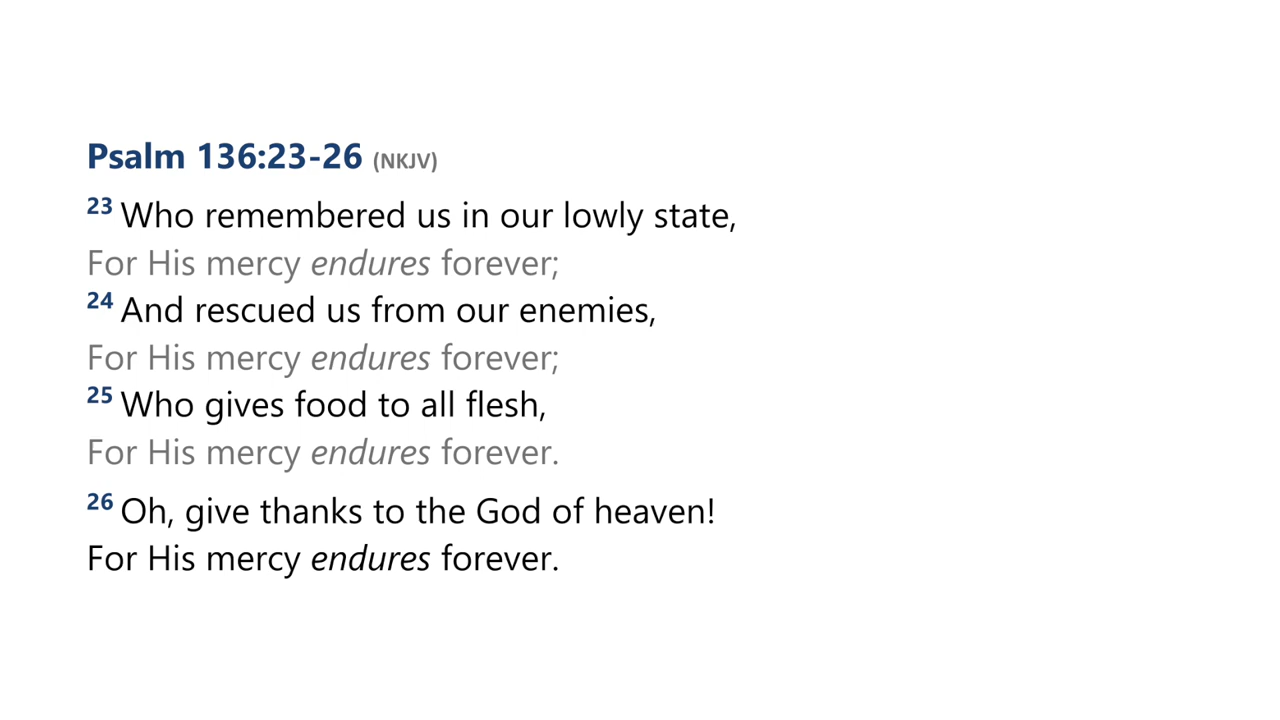 Psalm 136:23-26 (NKJV)
23 Who remembered us in our lowly state,
For His mercy endures forever;
24 And rescued us from our enemies,
For His mercy endures forever;
25 Who gives food to all flesh,
For His mercy endures forever.
26 Oh, give thanks to the God of heaven!
For His mercy endures forever.